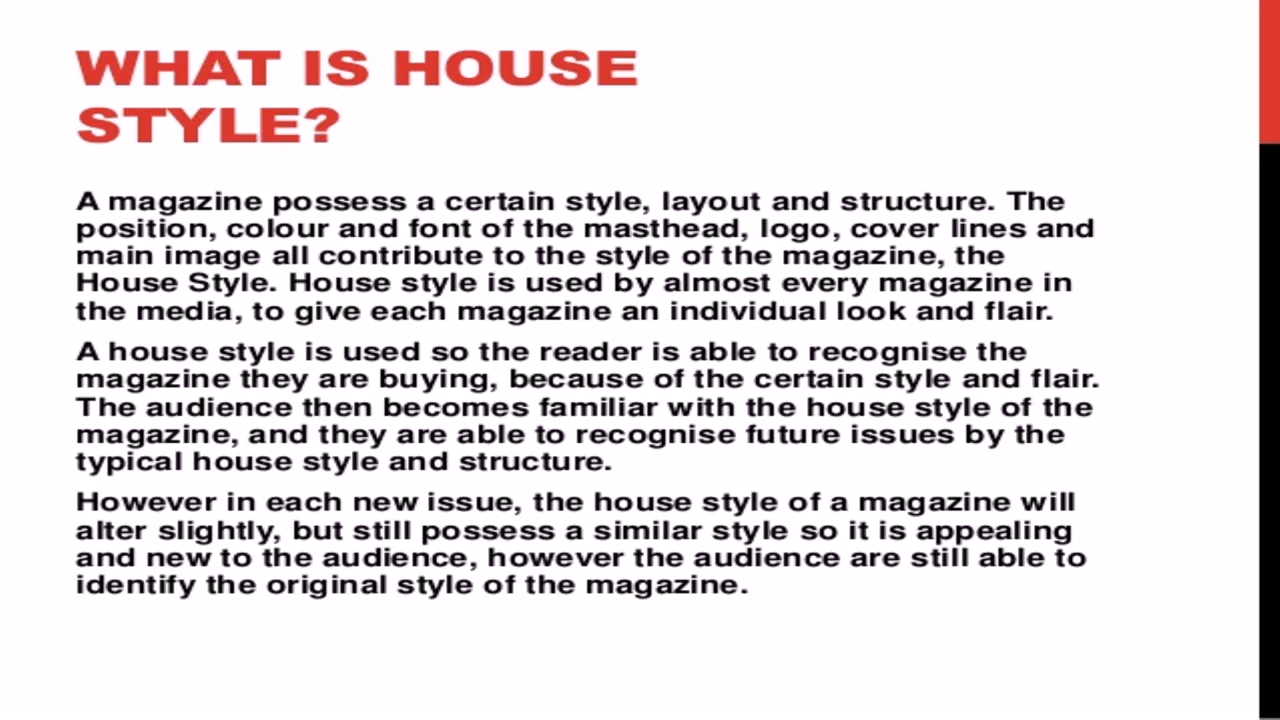 WHAT IS HOUSE
STYLE?
A magazine possess a certain style, layout and structure. The
position, colour and font of the masthead, logo, cover lines and
main image all contribute to the style of the magazine, the
House Style. House style is used by almost every magazine in
the media, to give each magazine an individual look and flair.
A house style is used so the reader is able to recognise the
magazine they are buying, because of the certain style and flair.
The audience then becomes familiar with the house style of the
magazine, and they are able to recognise future issues by the
typical house style and structure.
However in each new issue, the house style of a magazine will
alter slightly, but still possess a similar style so it is appealing
and new to the audience, however the audience are still able to
identify the original style of the magazine.